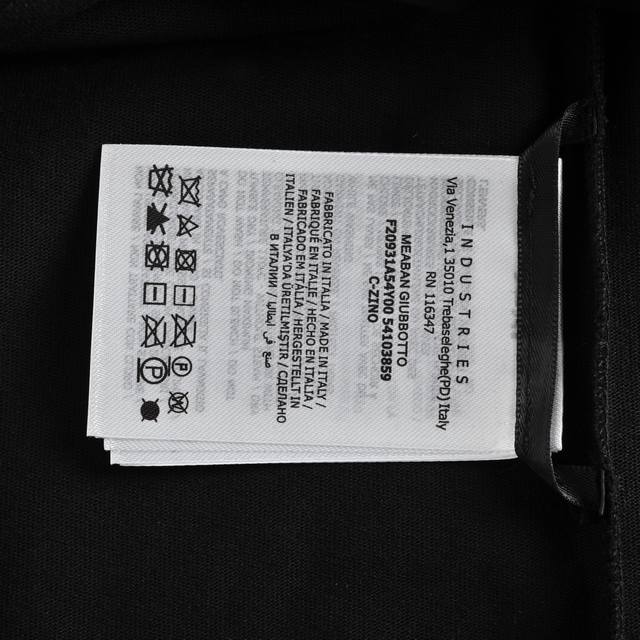 INDUSTRIES
Via Venezia,1 35010 Trebaseleghe(PD) Italy
RN 116347
MEABAN GIUBBOTTO
F20931A54Y00 54103859
C-ZINO
FABBRICATO IN ITALIA / MADE IN ITALY /
FABRIQUÉ EN ITALIE / HECHO EN ITALIA /
FABRICADO EM ITALIA / HERGESTELLT IN
ITALIEN / ITALYA'DA ÜRETILMIŞTIR / СДЕЛАНО
В ИТАЛИИ / صنع في ايطاليا
P
P